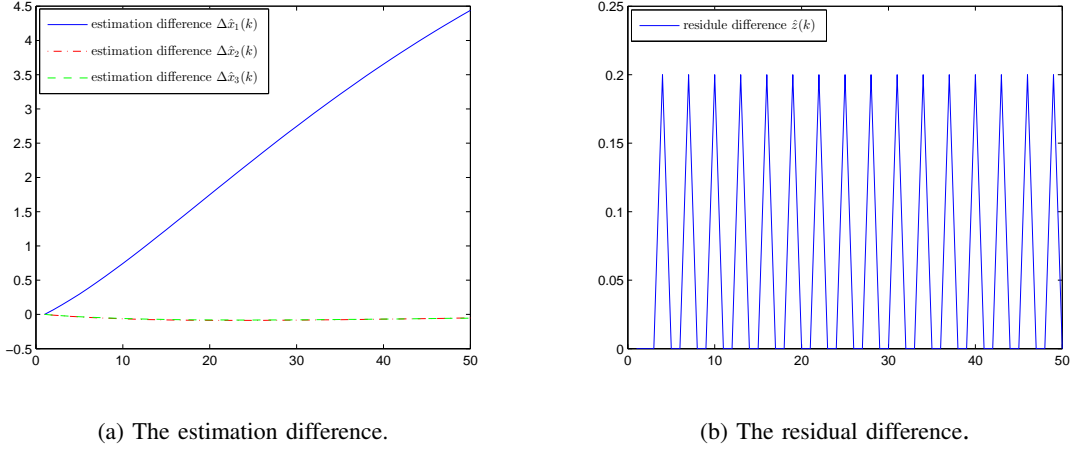 4.5
4
3.5
3
2.5
2
1.5
1
0.5
0
−0.5
0 10 20 30 40 50
estimation difference Δx̂₁(k)
estimation difference Δx̂₂(k)
estimation difference Δx̂₃(k)
(a) The estimation difference.
0.25
0.2
0.15
0.1
0.05
0
0 10 20 30 40 50
residule difference ẑ(k)
(b) The residual difference.